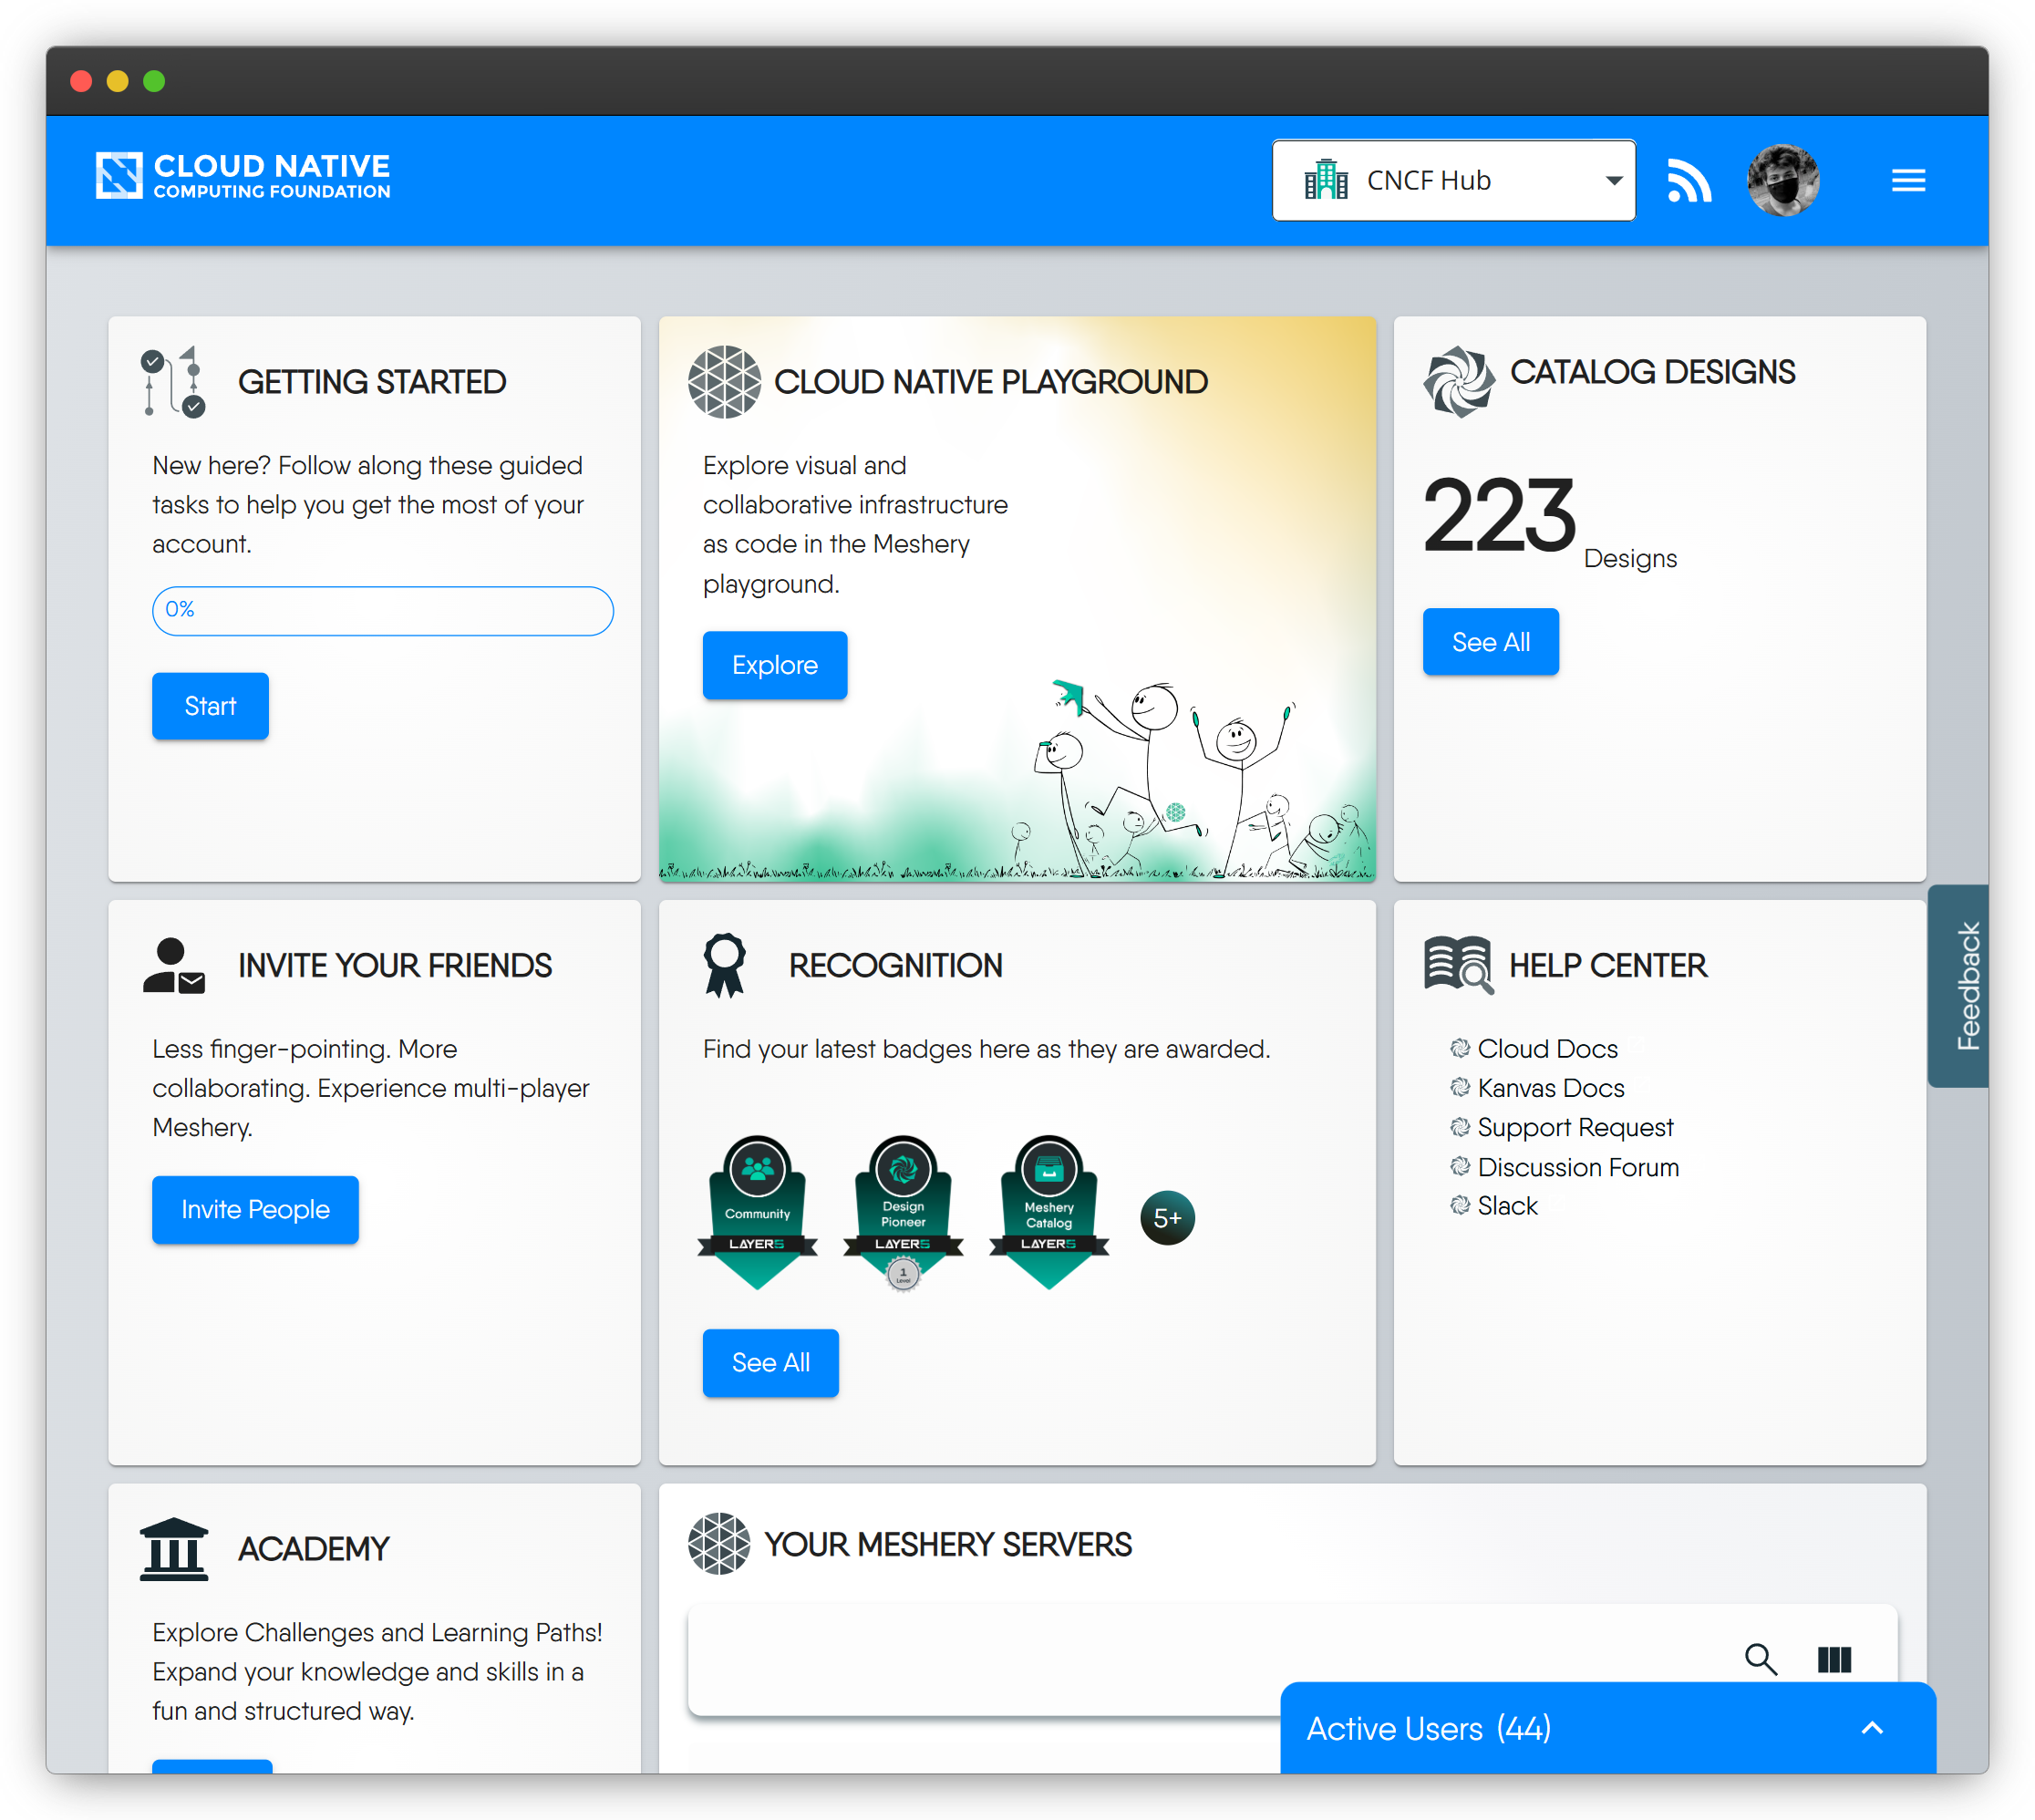 CLOUD NATIVE
COMPUTING FOUNDATION
CNCF Hub
GETTING STARTED
New here? Follow along these guided
tasks to help you get the most of your
account.
0%
Start
CLOUD NATIVE PLAYGROUND
Explore visual and
collaborative infrastructure
as code in the Meshery
playground.
Explore
CATALOG DESIGNS
223 Designs
See All
INVITE YOUR FRIENDS
Less finger-pointing. More
collaborating. Experience multi-player
Meshery.
Invite People
RECOGNITION
Find your latest badges here as they are awarded.
Community
LAYER5
Design
Pioneer
LAYER5
1
Level
Meshery
Catalog
LAYER5
5+
See All
HELP CENTER
Cloud Docs
Kanvas Docs
Support Request
Discussion Forum
Slack
Feedback
ACADEMY
Explore Challenges and Learning Paths!
Expand your knowledge and skills in a
fun and structured way.
YOUR MESHERY SERVERS
Active Users (44)